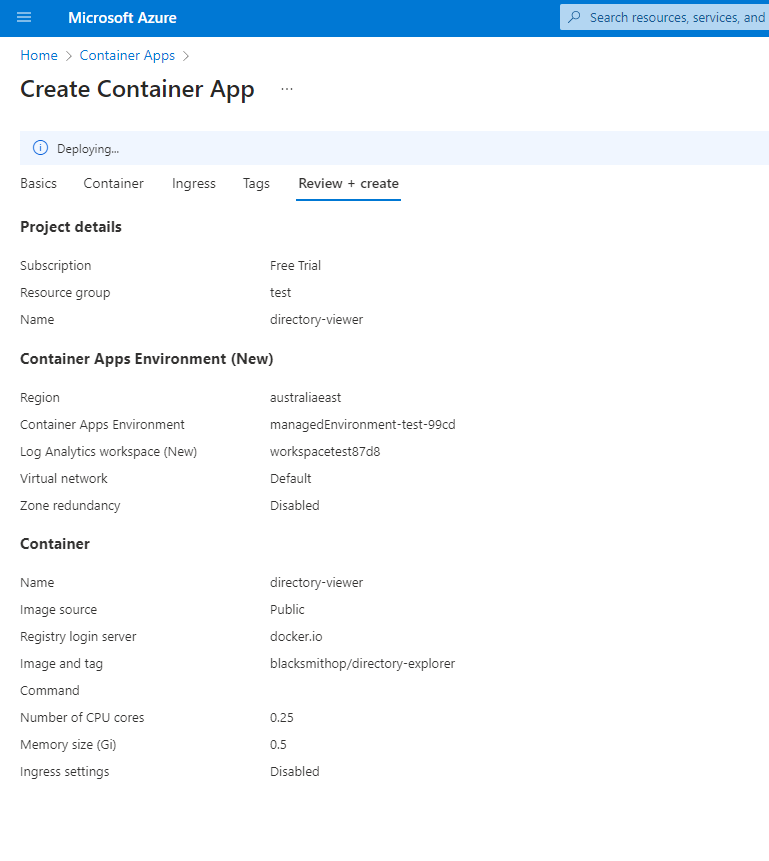 Microsoft Azure
Search resources, services, and
Home > Container Apps >
Create Container App ...
Deploying...
Basics Container Ingress Tags Review + create
Project details
Subscription Free Trial
Resource group test
Name directory-viewer
Container Apps Environment (New)
Region australiaeast
Container Apps Environment managedEnvironment-test-99cd
Log Analytics workspace (New) workspacetest87d8
Virtual network Default
Zone redundancy Disabled
Container
Name directory-viewer
Image source Public
Registry login server docker.io
Image and tag blacksmithop/directory-explorer
Command
Number of CPU cores 0.25
Memory size (Gi) 0.5
Ingress settings Disabled